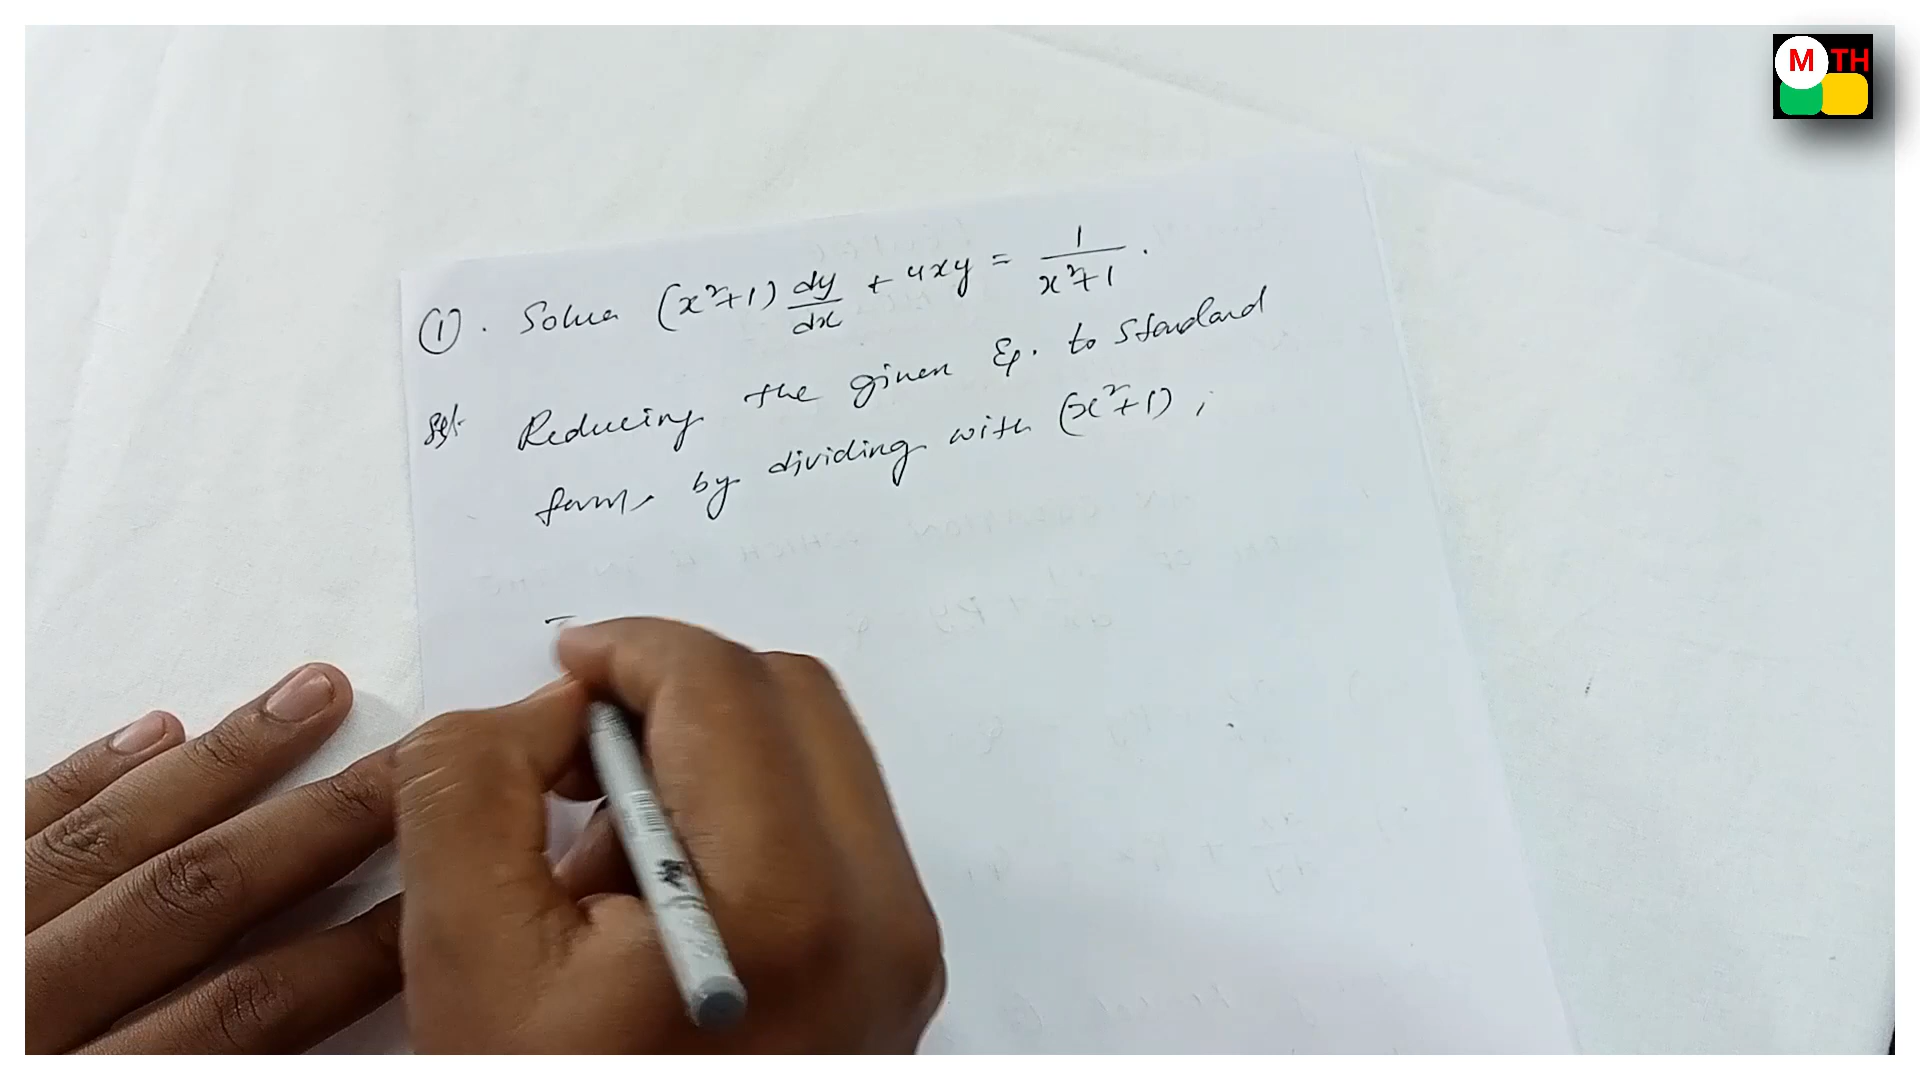 M TH
①. Solve (x²+1) dy/dx + 4xy = 1/(x²+1).
Sol: Reducing the given Eq. to standard
form, by dividing with (x²+1),